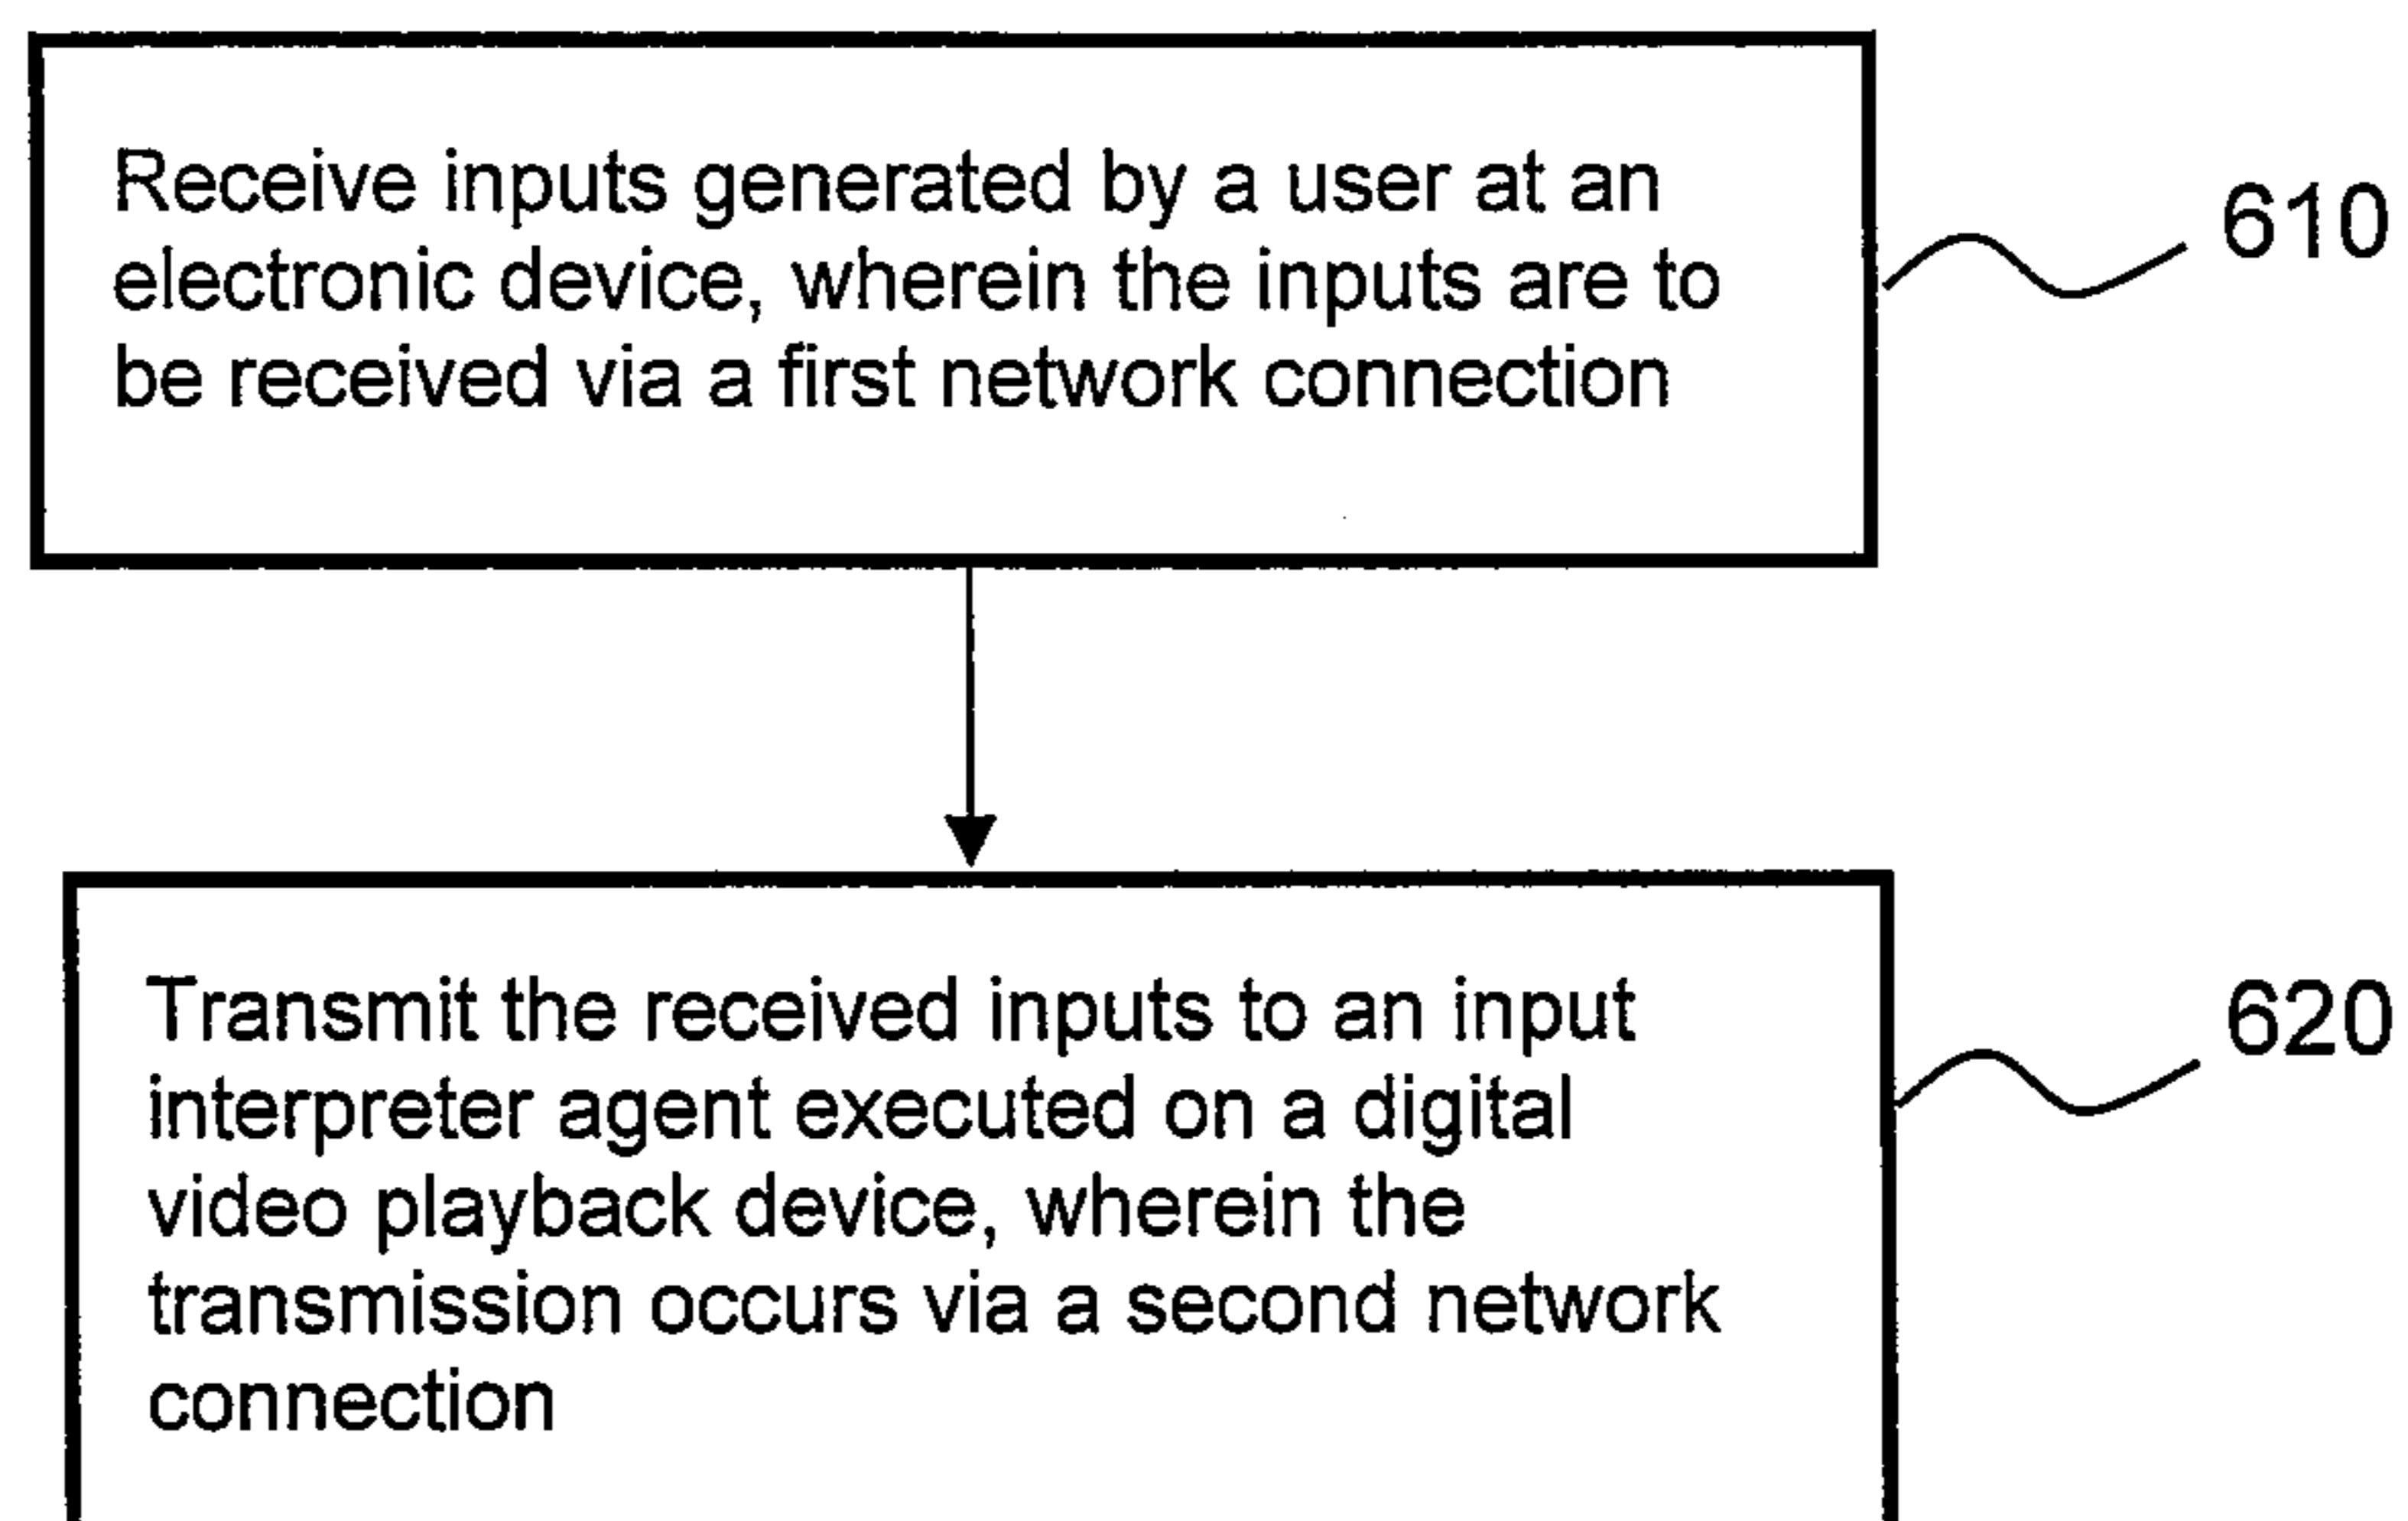 Receive inputs generated by a user at an
electronic device, wherein the inputs are to
be received via a first network connection
610
Transmit the received inputs to an input
interpreter agent executed on a digital
video playback device, wherein the
transmission occurs via a second network
connection
620